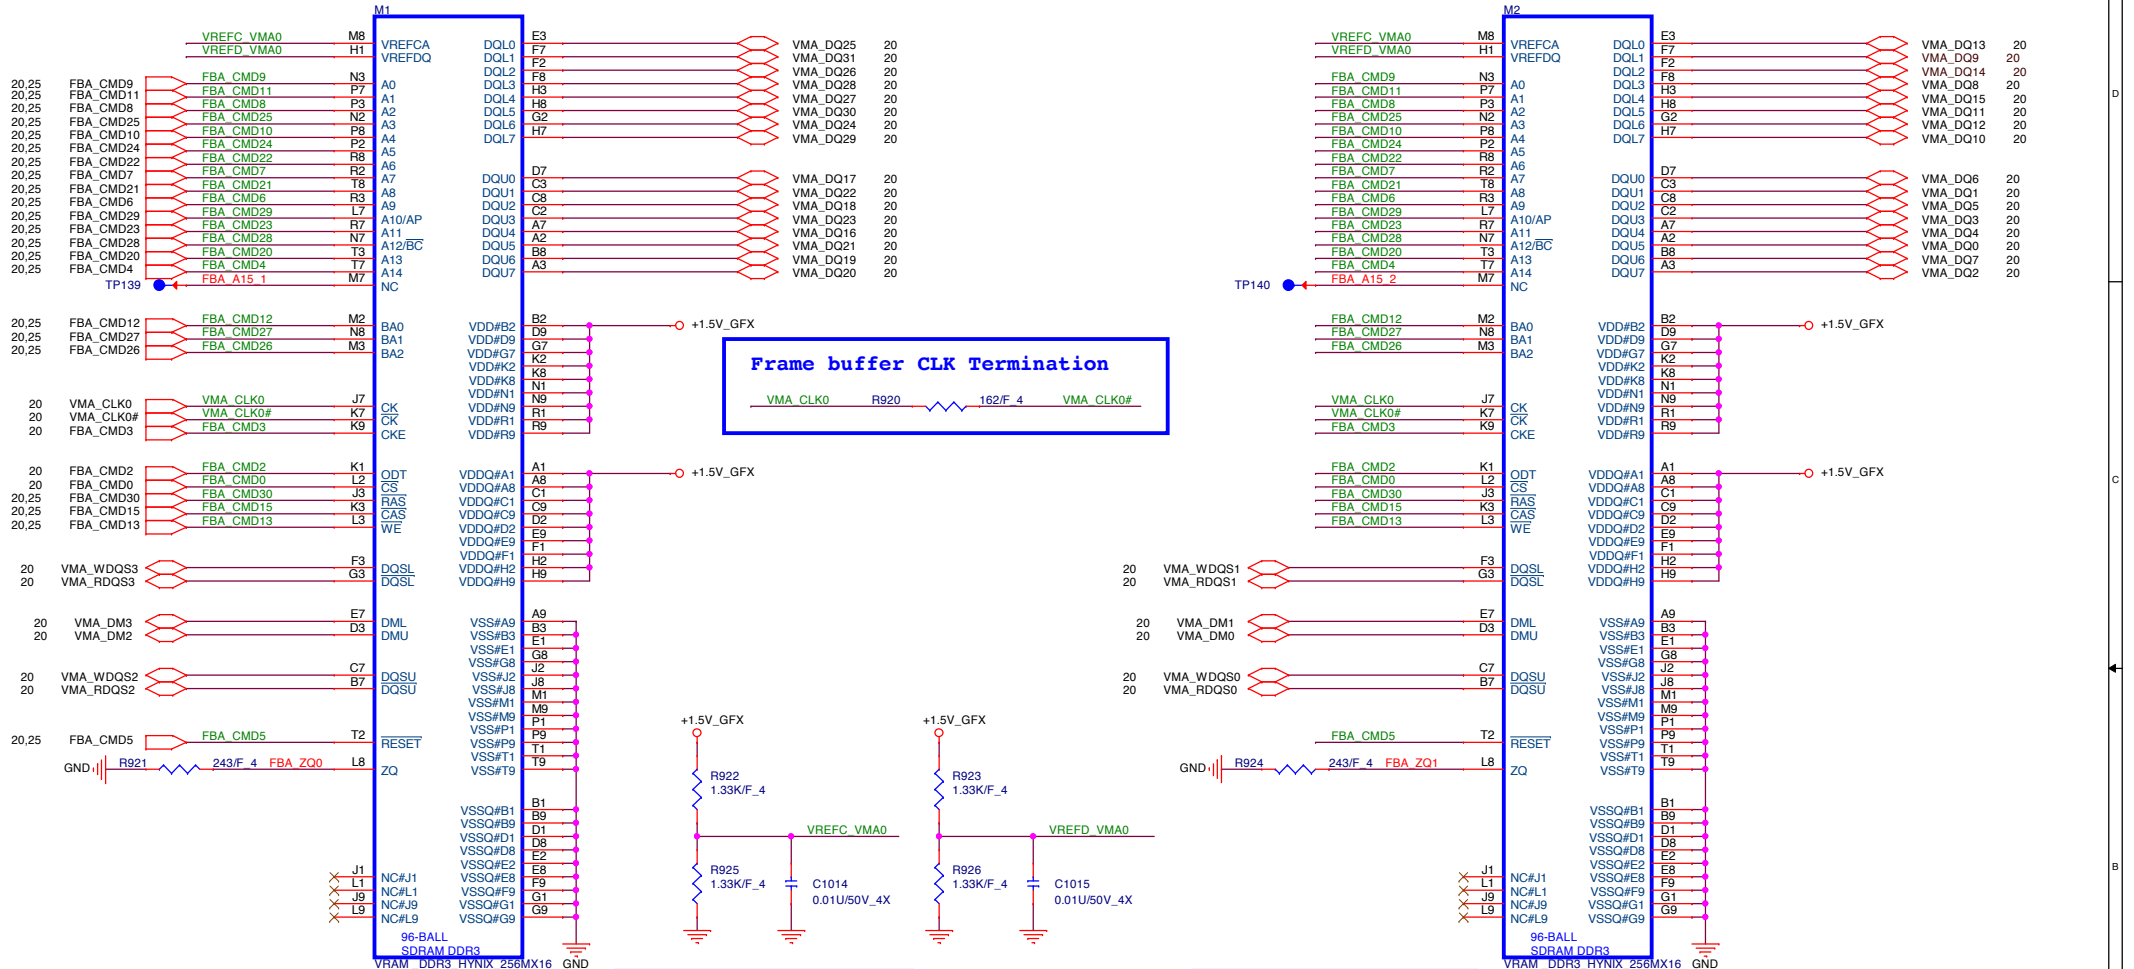 M1
VREFC_VMA0 M8 VREFCA DQL0 E3 VMA_DQ25 20
VREFD_VMA0 H1 VREFDQ DQL1 F7 VMA_DQ31 20
DQL2 F2 VMA_DQ26 20
20,25 FBA_CMD9 FBA_CMD9 N3 A0 DQL3 F8 VMA_DQ28 20
20,25 FBA_CMD11 FBA_CMD11 P7 A1 DQL4 H3 VMA_DQ27 20
20,25 FBA_CMD8 FBA_CMD8 P3 A2 DQL5 H8 VMA_DQ30 20
20,25 FBA_CMD25 FBA_CMD25 N2 A3 DQL6 G2 VMA_DQ24 20
20,25 FBA_CMD10 FBA_CMD10 P8 A4 DQL7 H7 VMA_DQ29 20
20,25 FBA_CMD24 FBA_CMD24 P2 A5
20,25 FBA_CMD22 FBA_CMD22 R8 A6
20,25 FBA_CMD7 FBA_CMD7 R2 A7 DQU0 D7 VMA_DQ17 20
20,25 FBA_CMD21 FBA_CMD21 T8 A8 DQU1 C3 VMA_DQ22 20
20,25 FBA_CMD6 FBA_CMD6 R3 A9 DQU2 C8 VMA_DQ18 20
20,25 FBA_CMD29 FBA_CMD29 L7 A10/AP DQU3 C2 VMA_DQ23 20
20,25 FBA_CMD23 FBA_CMD23 R7 A11 DQU4 A7 VMA_DQ16 20
20,25 FBA_CMD28 FBA_CMD28 N7 A12/BC DQU5 A2 VMA_DQ21 20
20,25 FBA_CMD20 FBA_CMD20 T3 A13 DQU6 B8 VMA_DQ19 20
20,25 FBA_CMD4 FBA_CMD4 T7 A14 DQU7 A3 VMA_DQ20 20
TP139 FBA_A15_1 M7 NC
20,25 FBA_CMD12 FBA_CMD12 M2 BA0 VDD#B2 B2 +1.5V_GFX
20,25 FBA_CMD27 FBA_CMD27 N8 BA1 VDD#D9 D9
20,25 FBA_CMD26 FBA_CMD26 M3 BA2 VDD#G7 G7
VDD#K2 K2
VDD#K8 K8
VDD#N1 N1
20 VMA_CLK0 VMA_CLK0 J7 CK VDD#N9 N9
20 VMA_CLK0# VMA_CLK0# K7 CK VDD#R1 R1
20 FBA_CMD3 FBA_CMD3 K9 CKE VDD#R9 R9
20 FBA_CMD2 FBA_CMD2 K1 ODT VDDQ#A1 A1 +1.5V_GFX
20 FBA_CMD0 FBA_CMD0 L2 CS VDDQ#A8 A8
20,25 FBA_CMD30 FBA_CMD30 J3 RAS VDDQ#C1 C1
20,25 FBA_CMD15 FBA_CMD15 K3 CAS VDDQ#C9 C9
20,25 FBA_CMD13 FBA_CMD13 L3 WE VDDQ#D2 D2
VDDQ#E9 E9
VDDQ#F1 F1
20 VMA_WDQS3 F3 DQSL VDDQ#H2 H2
20 VMA_RDQS3 G3 DQSL VDDQ#H9 H9
20 VMA_DM3 E7 DML VSS#A9 A9
20 VMA_DM2 D3 DMU VSS#B3 B3
VSS#E1 E1
VSS#G8 G8
20 VMA_WDQS2 C7 DQSU VSS#J2 J2
20 VMA_RDQS2 B7 DQSU VSS#J8 J8
VSS#M1 M1
VSS#M9 M9
VSS#P1 P1
20,25 FBA_CMD5 FBA_CMD5 T2 RESET VSS#P9 P9
VSS#T1 T1
GND R921 243/F_4 FBA_ZQ0 L8 ZQ VSS#T9 T9
VSSQ#B1 B1
VSSQ#B9 B9
VSSQ#D1 D1
VSSQ#D8 D8
VSSQ#E2 E2
J1 NC#J1 VSSQ#E8 E8
L1 NC#L1 VSSQ#F9 F9
J9 NC#J9 VSSQ#G1 G1
L9 NC#L9 VSSQ#G9 G9
96-BALL
SDRAM DDR3
VRAM _DDR3_HYNIX_256MX16 GND
Frame buffer CLK Termination
VMA_CLK0 R920 162/F_4 VMA_CLK0#
+1.5V_GFX +1.5V_GFX
R922 R923
1.33K/F_4 1.33K/F_4
VREFC_VMA0 VREFD_VMA0
R925 R926
1.33K/F_4 1.33K/F_4
C1014 C1015
0.01U/50V_4X 0.01U/50V_4X
M2
VREFC_VMA0 M8 VREFCA DQL0 E3 VMA_DQ13 20
VREFD_VMA0 H1 VREFDQ DQL1 F7 VMA_DQ9 20
DQL2 F2 VMA_DQ14 20
FBA_CMD9 N3 A0 DQL3 F8 VMA_DQ8 20
FBA_CMD11 P7 A1 DQL4 H3 VMA_DQ15 20
FBA_CMD8 P3 A2 DQL5 H8 VMA_DQ11 20
FBA_CMD25 N2 A3 DQL6 G2 VMA_DQ12 20
FBA_CMD10 P8 A4 DQL7 H7 VMA_DQ10 20
FBA_CMD24 P2 A5
FBA_CMD22 R8 A6
FBA_CMD7 R2 A7 DQU0 D7 VMA_DQ6 20
FBA_CMD21 T8 A8 DQU1 C3 VMA_DQ1 20
FBA_CMD6 R3 A9 DQU2 C8 VMA_DQ5 20
FBA_CMD29 L7 A10/AP DQU3 C2 VMA_DQ3 20
FBA_CMD23 R7 A11 DQU4 A7 VMA_DQ4 20
FBA_CMD28 N7 A12/BC DQU5 A2 VMA_DQ0 20
FBA_CMD20 T3 A13 DQU6 B8 VMA_DQ7 20
FBA_CMD4 T7 A14 DQU7 A3 VMA_DQ2 20
TP140 FBA_A15_2 M7 NC
FBA_CMD12 M2 BA0 VDD#B2 B2 +1.5V_GFX
FBA_CMD27 N8 BA1 VDD#D9 D9
FBA_CMD26 M3 BA2 VDD#G7 G7
VDD#K2 K2
VDD#K8 K8
VDD#N1 N1
VMA_CLK0 J7 CK VDD#N9 N9
VMA_CLK0# K7 CK VDD#R1 R1
FBA_CMD3 K9 CKE VDD#R9 R9
FBA_CMD2 K1 ODT VDDQ#A1 A1 +1.5V_GFX
FBA_CMD0 L2 CS VDDQ#A8 A8
FBA_CMD30 J3 RAS VDDQ#C1 C1
FBA_CMD15 K3 CAS VDDQ#C9 C9
FBA_CMD13 L3 WE VDDQ#D2 D2
VDDQ#E9 E9
VDDQ#F1 F1
20 VMA_WDQS1 F3 DQSL VDDQ#H2 H2
20 VMA_RDQS1 G3 DQSL VDDQ#H9 H9
20 VMA_DM1 E7 DML VSS#A9 A9
20 VMA_DM0 D3 DMU VSS#B3 B3
VSS#E1 E1
VSS#G8 G8
20 VMA_WDQS0 C7 DQSU VSS#J2 J2
20 VMA_RDQS0 B7 DQSU VSS#J8 J8
VSS#M1 M1
VSS#M9 M9
VSS#P1 P1
FBA_CMD5 T2 RESET VSS#P9 P9
VSS#T1 T1
GND R924 243/F_4 FBA_ZQ1 L8 ZQ VSS#T9 T9
VSSQ#B1 B1
VSSQ#B9 B9
VSSQ#D1 D1
VSSQ#D8 D8
VSSQ#E2 E2
J1 NC#J1 VSSQ#E8 E8
L1 NC#L1 VSSQ#F9 F9
J9 NC#J9 VSSQ#G1 G1
L9 NC#L9 VSSQ#G9 G9
96-BALL
SDRAM DDR3
VRAM _DDR3_HYNIX_256MX16 GND
D
C
B